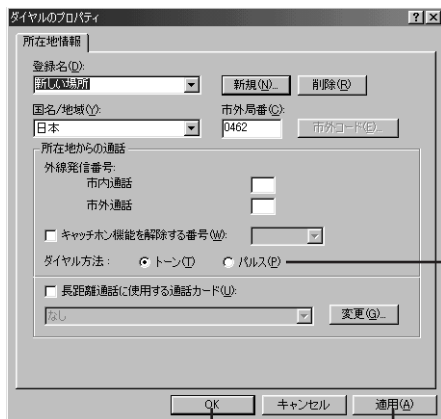 ダイヤルのプロパティ
所在地情報
登録名(D):
新しい場所 新規(N)... 削除(R)
国名/地域(Y): 市外局番(C):
日本 0462 市外コード(E)...
所在地からの通話
外線発信番号:
市内通話
市外通話
キャッチホン機能を解除する番号(W):
ダイヤル方法: トーン(T) パルス(P)
長距離通話に使用する通話カード(U):
なし 変更(G)...
OK キャンセル 適用(A)